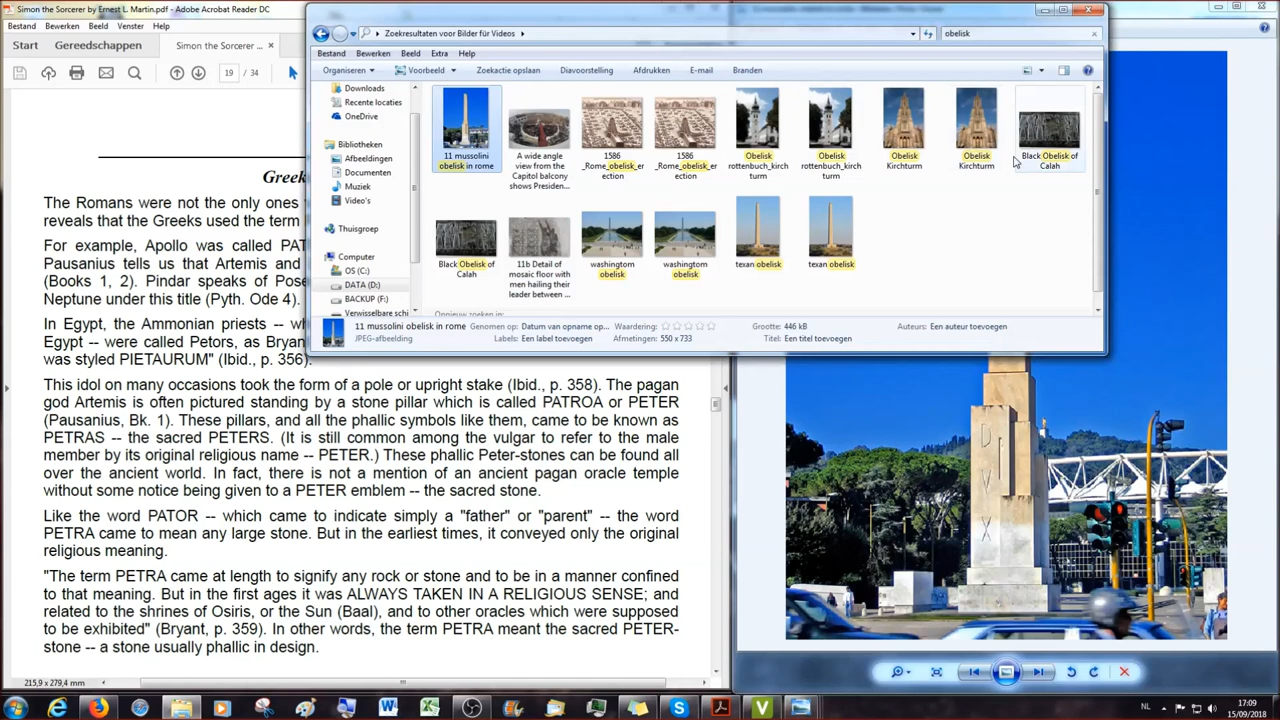 Simon the Sorcerer by Ernest L. Martin.pdf - Adobe Acrobat Reader DC
Bestand Bewerken Beeld Venster Help
Start Gereedschappen Simon the Sorcerer ... ×
19 / 34
Zoekresultaten voor Bilder für Videos
obelisk
Bestand Bewerken Beeld Extra Help
Organiseren Voorbeeld Zoekactie opslaan Diavoorstelling Afdrukken E-mail Branden
Downloads
Recente locaties
OneDrive
Bibliotheken
Afbeeldingen
Documenten
Muziek
Video's
Thuisgroep
Computer
OS (C:)
DATA (D:)
BACKUP (F:)
Verwisselbare schi
11 mussolini obelisk in rome
A wide angle view from the Capitol balcony shows Presiden...
1586_Rome_obelisk_erection
1586_Rome_obelisk_erection
Obelisk rottenbuch_kirchturm
Obelisk rottenbuch_kirchturm
Obelisk Kirchturm
Obelisk Kirchturm
Black Obelisk of Calah
Black Obelisk of Calah
11b Detail of mosaic floor with men hailing their leader between ...
washingtom obelisk
washingtom obelisk
texan obelisk
texan obelisk
Opnieuw zoeken in:
11 mussolini obelisk in rome Genomen op: Datum van opname op... Waardering: Grootte: 446 kB Auteurs: Een auteur toevoegen
JPEG-afbeelding Labels: Een label toevoegen Afmetingen: 550 x 733 Titel: Een titel toevoegen
Greek
The Romans were not the only ones
reveals that the Greeks used the term
For example, Apollo was called PAT
Pausanius tells us that Artemis and
(Books 1, 2). Pindar speaks of Pose
Neptune under this title (Pyth. Ode 4).
In Egypt, the Ammonian priests -- wh
Egypt -- were called Petors, as Bryan
was styled PIETAURUM" (Ibid., p. 356).
This idol on many occasions took the form of a pole or upright stake (Ibid., p. 358). The pagan
god Artemis is often pictured standing by a stone pillar which is called PATROA or PETER
(Pausanius, Bk. 1). These pillars, and all the phallic symbols like them, came to be known as
PETRAS -- the sacred PETERS. (It is still common among the vulgar to refer to the male
member by its original religious name -- PETER.) These phallic Peter-stones can be found all
over the ancient world. In fact, there is not a mention of an ancient pagan oracle temple
without some notice being given to a PETER emblem -- the sacred stone.
Like the word PATOR -- which came to indicate simply a "father" or "parent" -- the word
PETRA came to mean any large stone. But in the earliest times, it conveyed only the original
religious meaning.
"The term PETRA came at length to signify any rock or stone and to be in a manner confined
to that meaning. But in the first ages it was ALWAYS TAKEN IN A RELIGIOUS SENSE; and
related to the shrines of Osiris, or the Sun (Baal), and to other oracles which were supposed
to be exhibited" (Bryant, p. 359). In other words, the term PETRA meant the sacred PETER-
stone -- a stone usually phallic in design.
215,9 x 279,4 mm
D
V
X
NL 17:09
15/09/2018